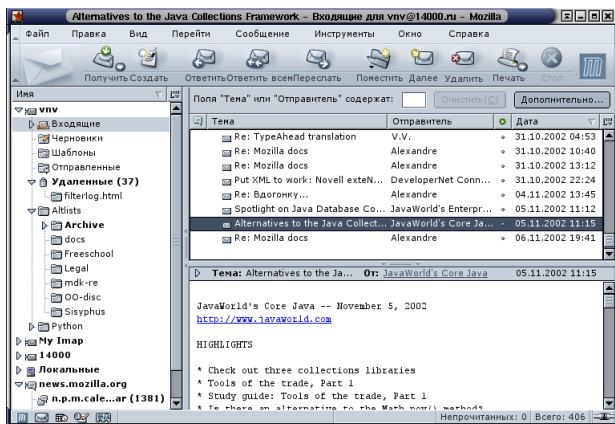 Alternatives to the Java Collections Framework - Входящие для vnv@14000.ru - Mozilla
Файл Правка Вид Перейти Сообщение Инструменты Окно Справка
Получить Создать Ответить Ответить всем Переслать Поместить Далее Удалить Печать Стоп
Имя
vnv
Входящие
Черновики
Шаблоны
Отправленные
Удаленные (37)
filterlog.html
Altlists
Archive
docs
Freeschool
Legal
mdk-re
OO-disc
Sisyphus
Python
My Imap
14000
Локальные
news.mozilla.org
n.p.m.cale...ar (1381)
Поля "Тема" или "Отправитель" содержат: Очистить(C) Дополнительно...
Тема Отправитель Дата
Re: TypeAhead translation V.V. 31.10.2002 04:53
Re: Mozilla docs Alexandre 31.10.2002 10:40
Re: Mozilla docs Alexandre 31.10.2002 13:12
Put XML to work: Novell exteN... DeveloperNet Conn... 31.10.2002 22:24
Re: Вдогонку... Alexandre 04.11.2002 13:45
Spotlight on Java Database Co... JavaWorld's Enterpr... 05.11.2002 11:12
Alternatives to the Java Collect... JavaWorld's Core Ja... 05.11.2002 11:15
Re: Mozilla docs Alexandre 06.11.2002 19:41
Тема: Alternatives to the Ja... От: JavaWorld's Core Java 05.11.2002 11:15
JavaWorld's Core Java -- November 5, 2002
http://www.javaworld.com
HIGHLIGHTS
* Check out three collections libraries
* Tools of the trade, Part 1
* Study guide: Tools of the trade, Part 1
* Is there an alternative to the Math.pow() method?
Непрочитанных: 0 Всего: 406